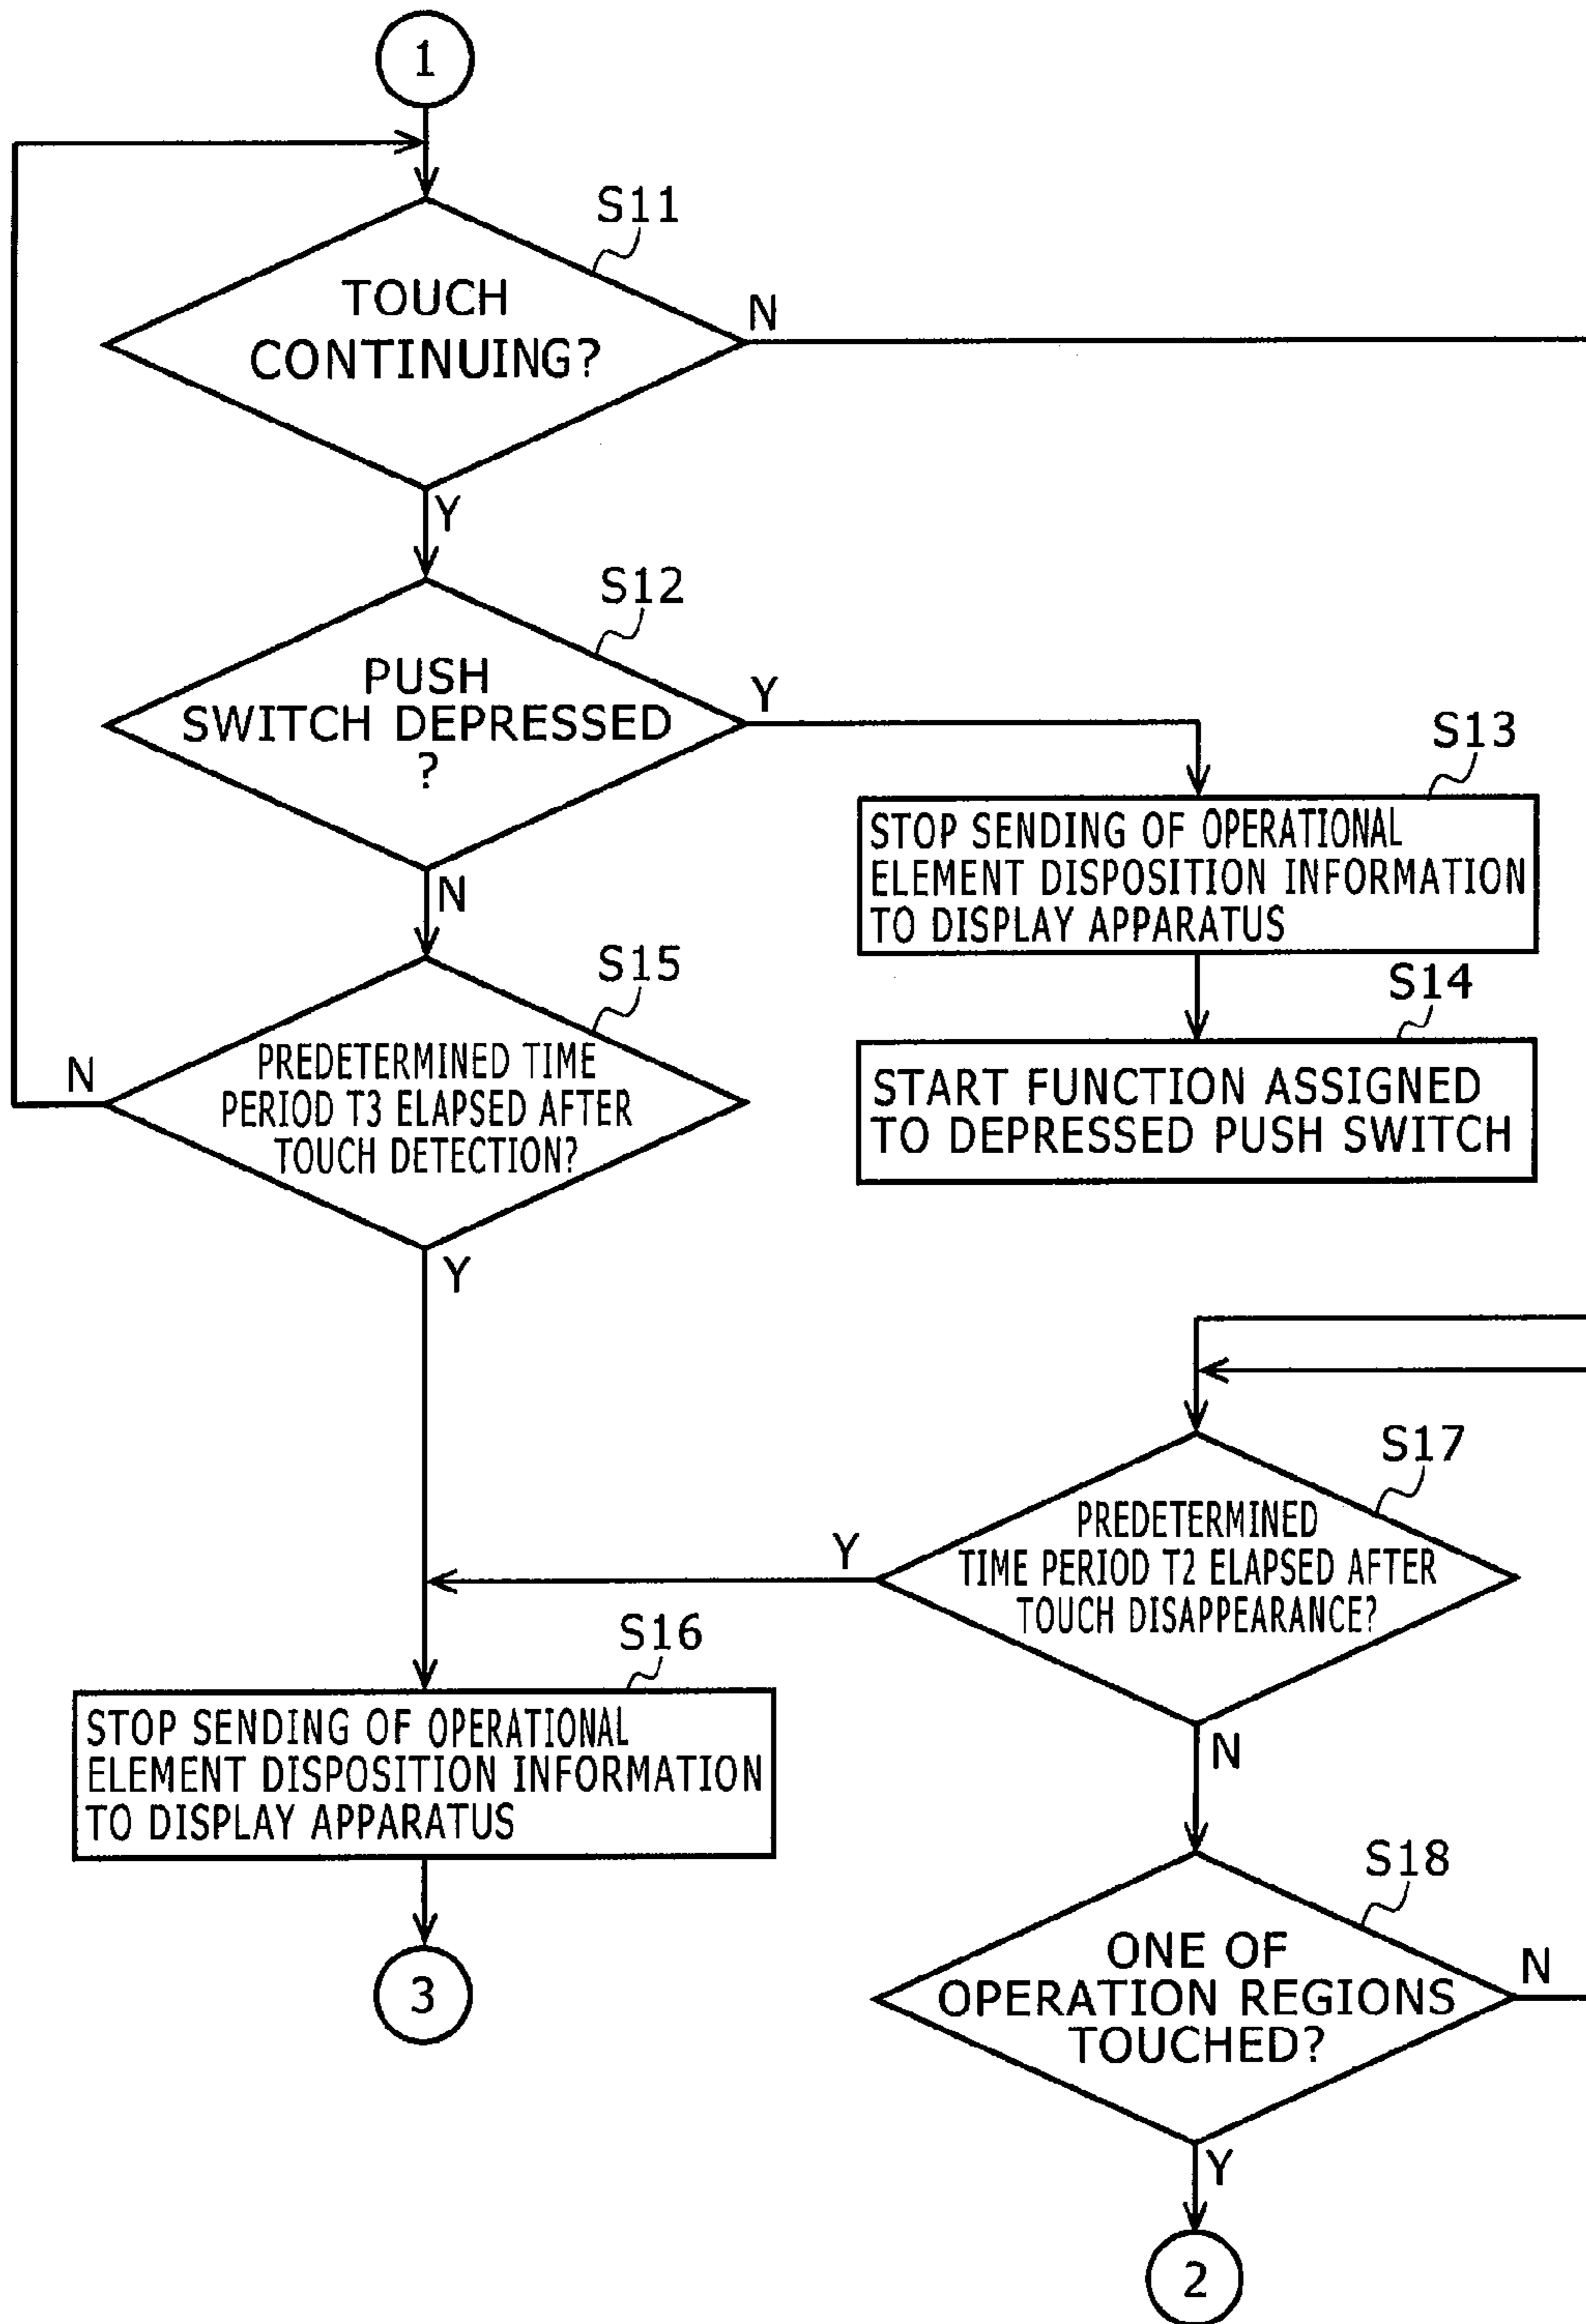 1
S11
TOUCH
CONTINUING?
N
Y
S12
PUSH
SWITCH DEPRESSED
?
Y
N
S13
STOP SENDING OF OPERATIONAL
ELEMENT DISPOSITION INFORMATION
TO DISPLAY APPARATUS
S14
START FUNCTION ASSIGNED
TO DEPRESSED PUSH SWITCH
S15
PREDETERMINED TIME
PERIOD T3 ELAPSED AFTER
TOUCH DETECTION?
N
Y
S17
PREDETERMINED
TIME PERIOD T2 ELAPSED AFTER
TOUCH DISAPPEARANCE?
Y
N
S16
STOP SENDING OF OPERATIONAL
ELEMENT DISPOSITION INFORMATION
TO DISPLAY APPARATUS
3
S18
ONE OF
OPERATION REGIONS
TOUCHED?
N
Y
2